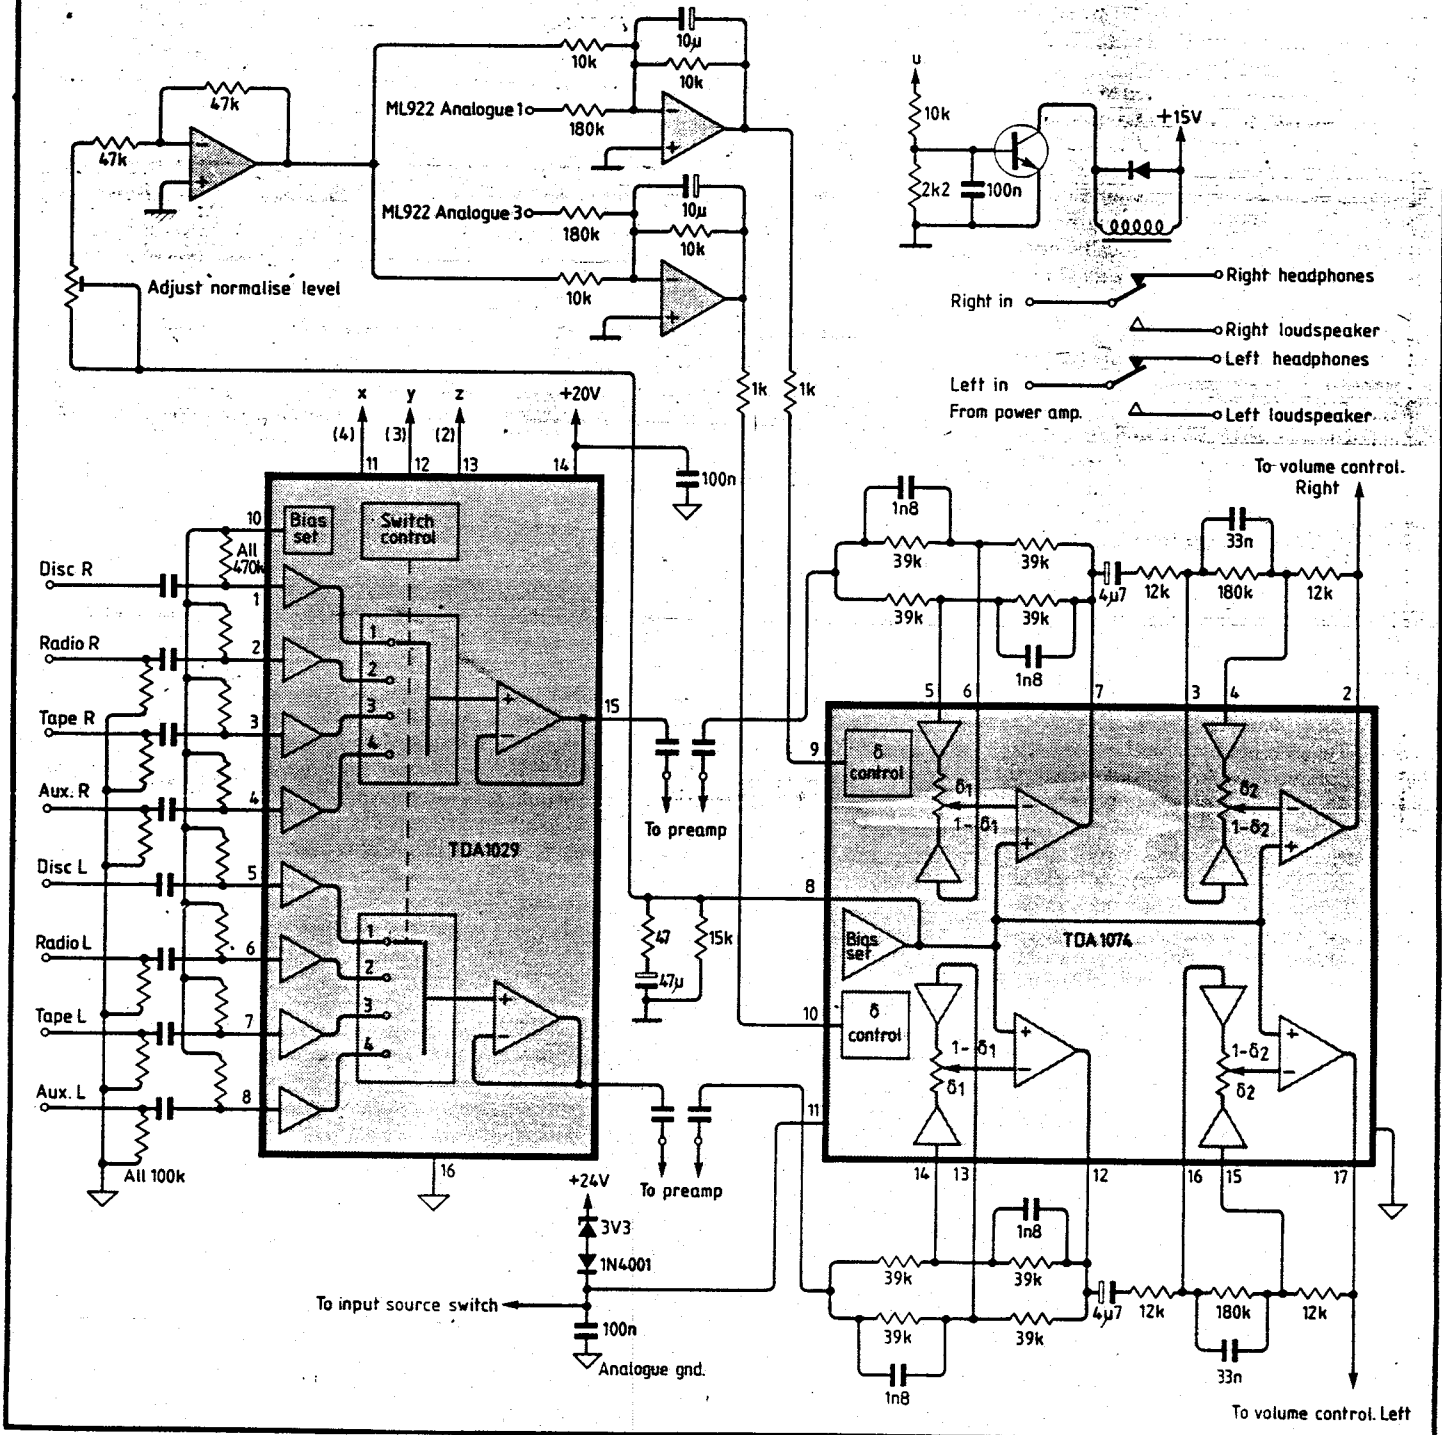 10µ
10k
10k
47k
ML922 Analogue 1
180k
47k
10µ
ML922 Analogue 3
180k
10k
10k
Adjust 'normalise' level
u
10k
2k2
100n
+15V
Right in
Right headphones
Right loudspeaker
Left headphones
Left in
From power amp.
Left loudspeaker
1k
1k
x
y
z
(4)
(3)
(2)
11
12
13
14
+20V
100n
10
Bias set
Switch control
All 470k
Disc R
1
Radio R
2
Tape R
3
Aux. R
4
Disc L
5
Radio L
6
Tape L
7
Aux. L
8
All 100k
1
2
3
4
TDA1029
1
2
3
4
15
16
To preamp
To preamp
47
47µ
15k
+24V
3V3
1N4001
To input source switch
100n
Analogue gnd.
To volume control.
Right
1n8
39k
39k
39k
39k
1n8
4µ7
12k
33n
180k
12k
5
6
7
3
4
2
9
δ control
δ1
1-δ1
δ2
1-δ2
8
Bias set
TDA1074
10
δ control
1-δ1
δ1
1-δ2
δ2
11
14
13
12
16
15
17
1n8
39k
39k
39k
39k
1n8
4µ7
12k
180k
12k
33n
To volume control. Left